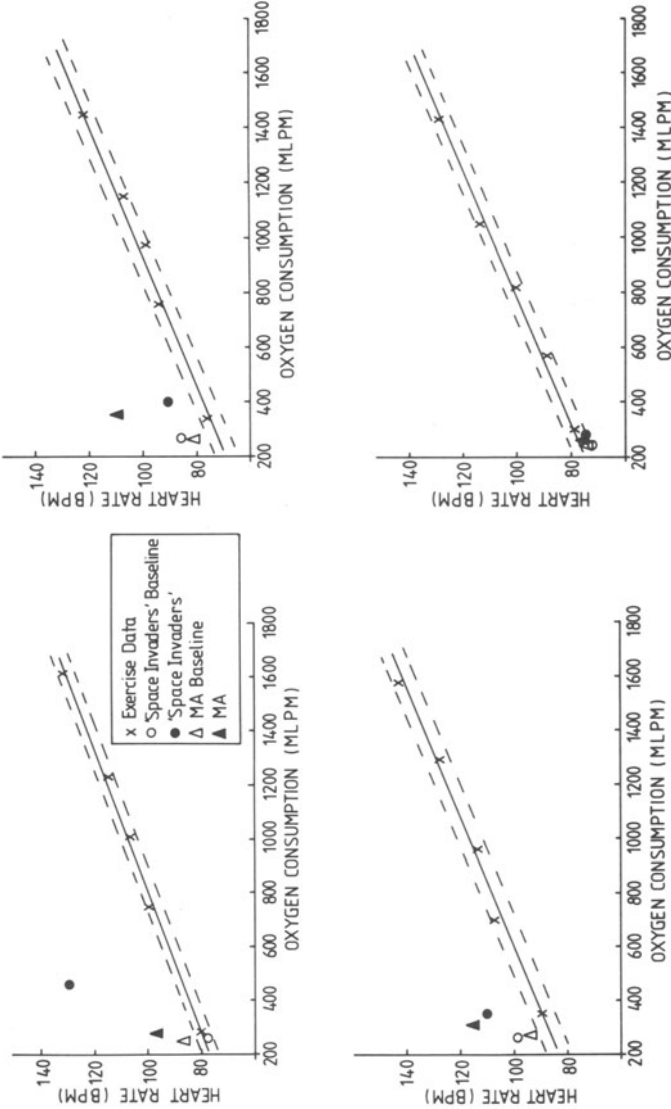 HEART RATE (BPM)
140
120
100
80
200 400 600 800 1000 1200 1400 1600 1800
OXYGEN CONSUMPTION (MLPM)
x Exercise Data
○ 'Space Invaders' Baseline
● 'Space Invaders'
△ MA Baseline
▲ MA
HEART RATE (BPM)
140
120
100
80
200 400 600 800 1000 1200 1400 1600 1800
OXYGEN CONSUMPTION (MLPM)
HEART RATE (BPM)
140
120
100
80
200 400 600 800 1000 1200 1400 1600 1800
OXYGEN CONSUMPTION (MLPM)
HEART RATE (BPM)
140
120
100
80
200 400 600 800 1000 1200 1400 1600 1800
OXYGEN CONSUMPTION (MLPM)